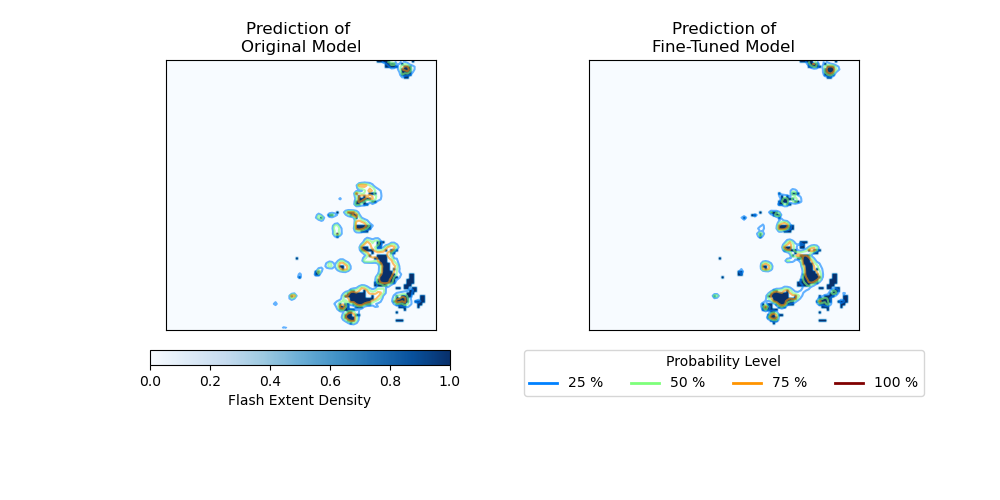 Prediction of
Original Model
Prediction of
Fine-Tuned Model
0.0 0.2 0.4 0.6 0.8 1.0
Flash Extent Density
Probability Level
25 % 50 % 75 % 100 %